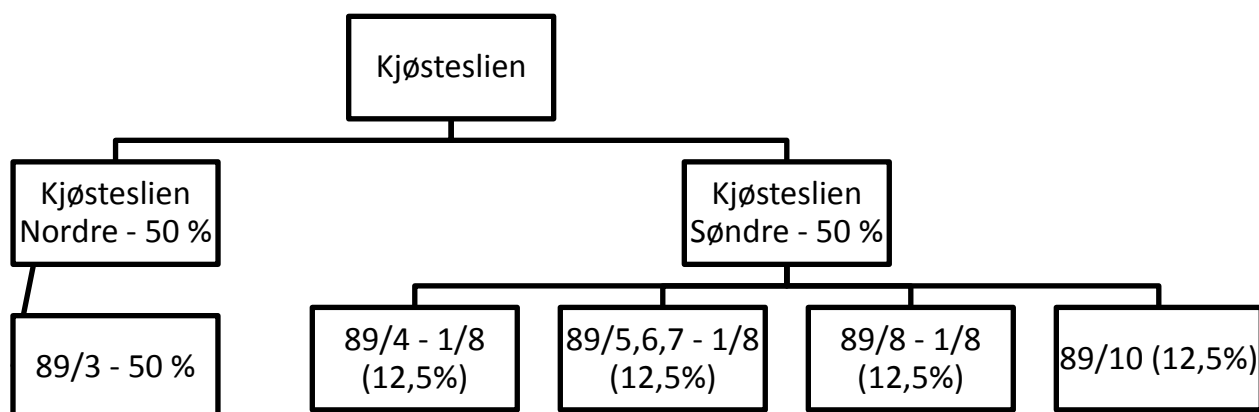 Kjøsteslien
Kjøsteslien
Nordre - 50 %
Kjøsteslien
Søndre - 50 %
89/3 - 50 %
89/4 - 1/8
(12,5%)
89/5,6,7 - 1/8
(12,5%)
89/8 - 1/8
(12,5%)
89/10 (12,5%)